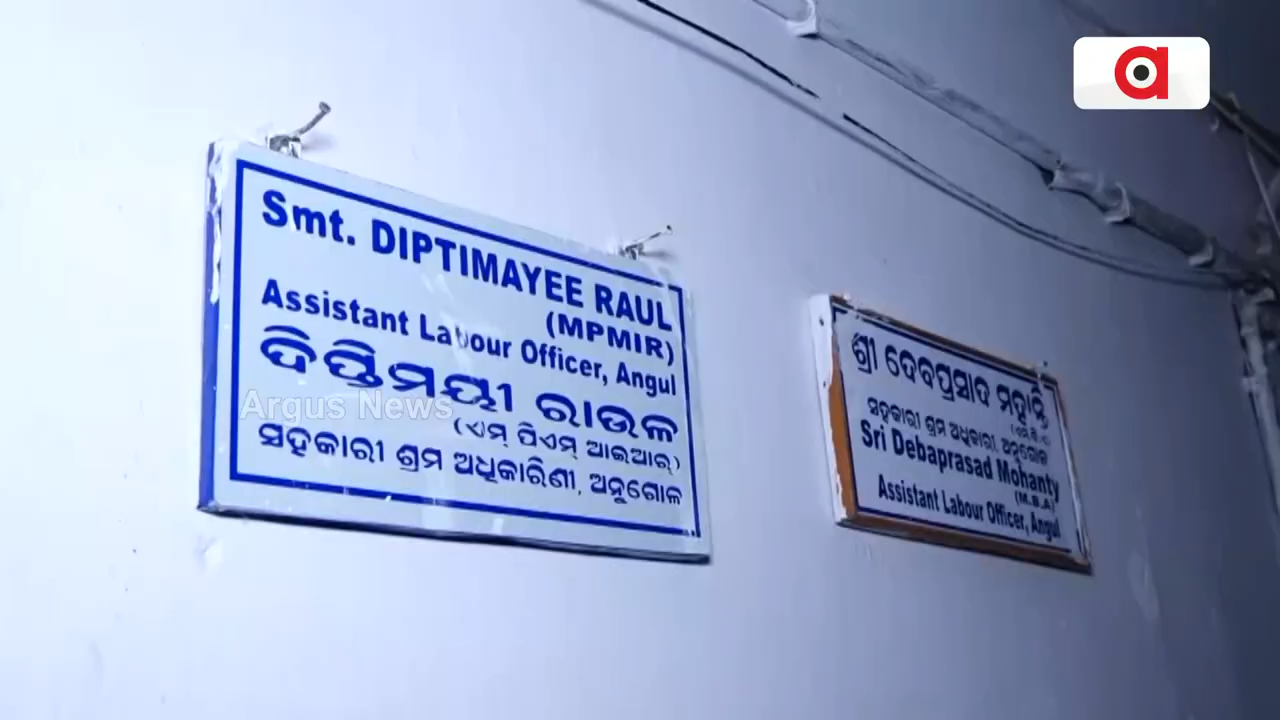 Smt. DIPTIMAYEE RAUL
(MPMIR)
Assistant Labour Officer, Angul
ଦିପ୍ତିମୟୀ ରାଉଳ
(ଏମ୍ ପିଏମ୍ ଆଇଆର୍)
ସହକାରୀ ଶ୍ରମ ଅଧିକାରିଣୀ, ଅନୁଗୋଳ
ଶ୍ରୀ ଦେବପ୍ରସାଦ ମହାନ୍ତି
ସହକାରୀ ଶ୍ରମ ଅଧିକାରୀ, ଅନୁଗୋଳ
Sri Debaprasad Mohanty
(M.B.A)
Assistant Labour Officer, Angul
Argus News
a